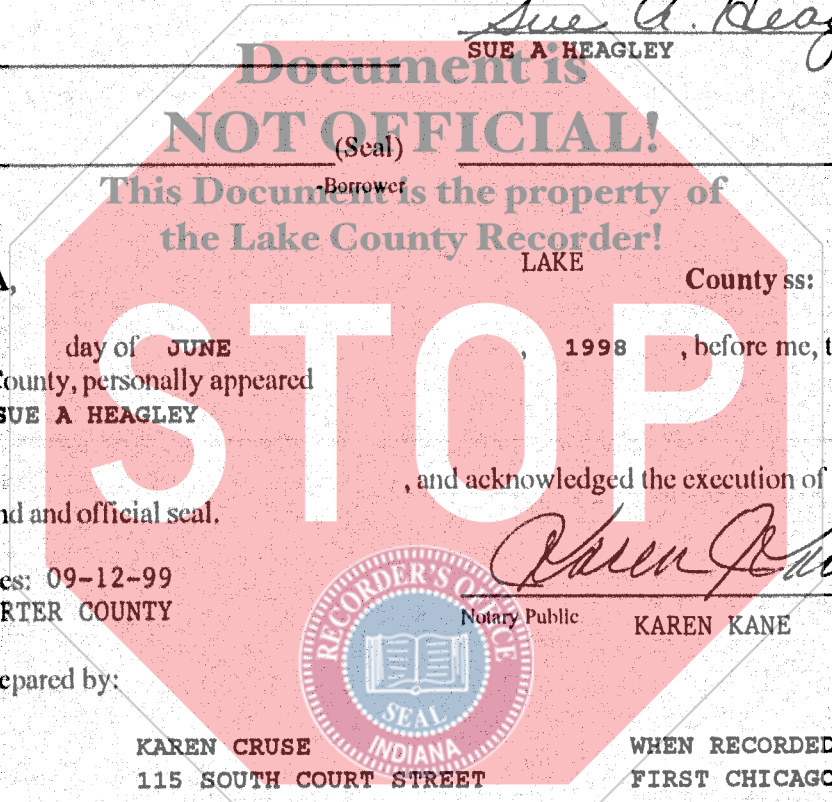 Sue A. Heag
SUE A HEAGLEY
Document is
NOT OFFICIAL!
(Seal)
-Borrower
This Document is the property of
the Lake County Recorder!
LAKE
A,
County ss:
STOP
day of JUNE , 1998 , before me, t
County, personally appeared
SUE A HEAGLEY
, and acknowledged the execution of
nd and official seal.
es: 09-12-99
RTER COUNTY
Karen Ka
Notary Public KAREN KANE
RECORDER'S OFFICE
SEAL
INDIANA
epared by:
KAREN CRUSE WHEN RECORDED
115 SOUTH COURT STREET FIRST CHICAGO